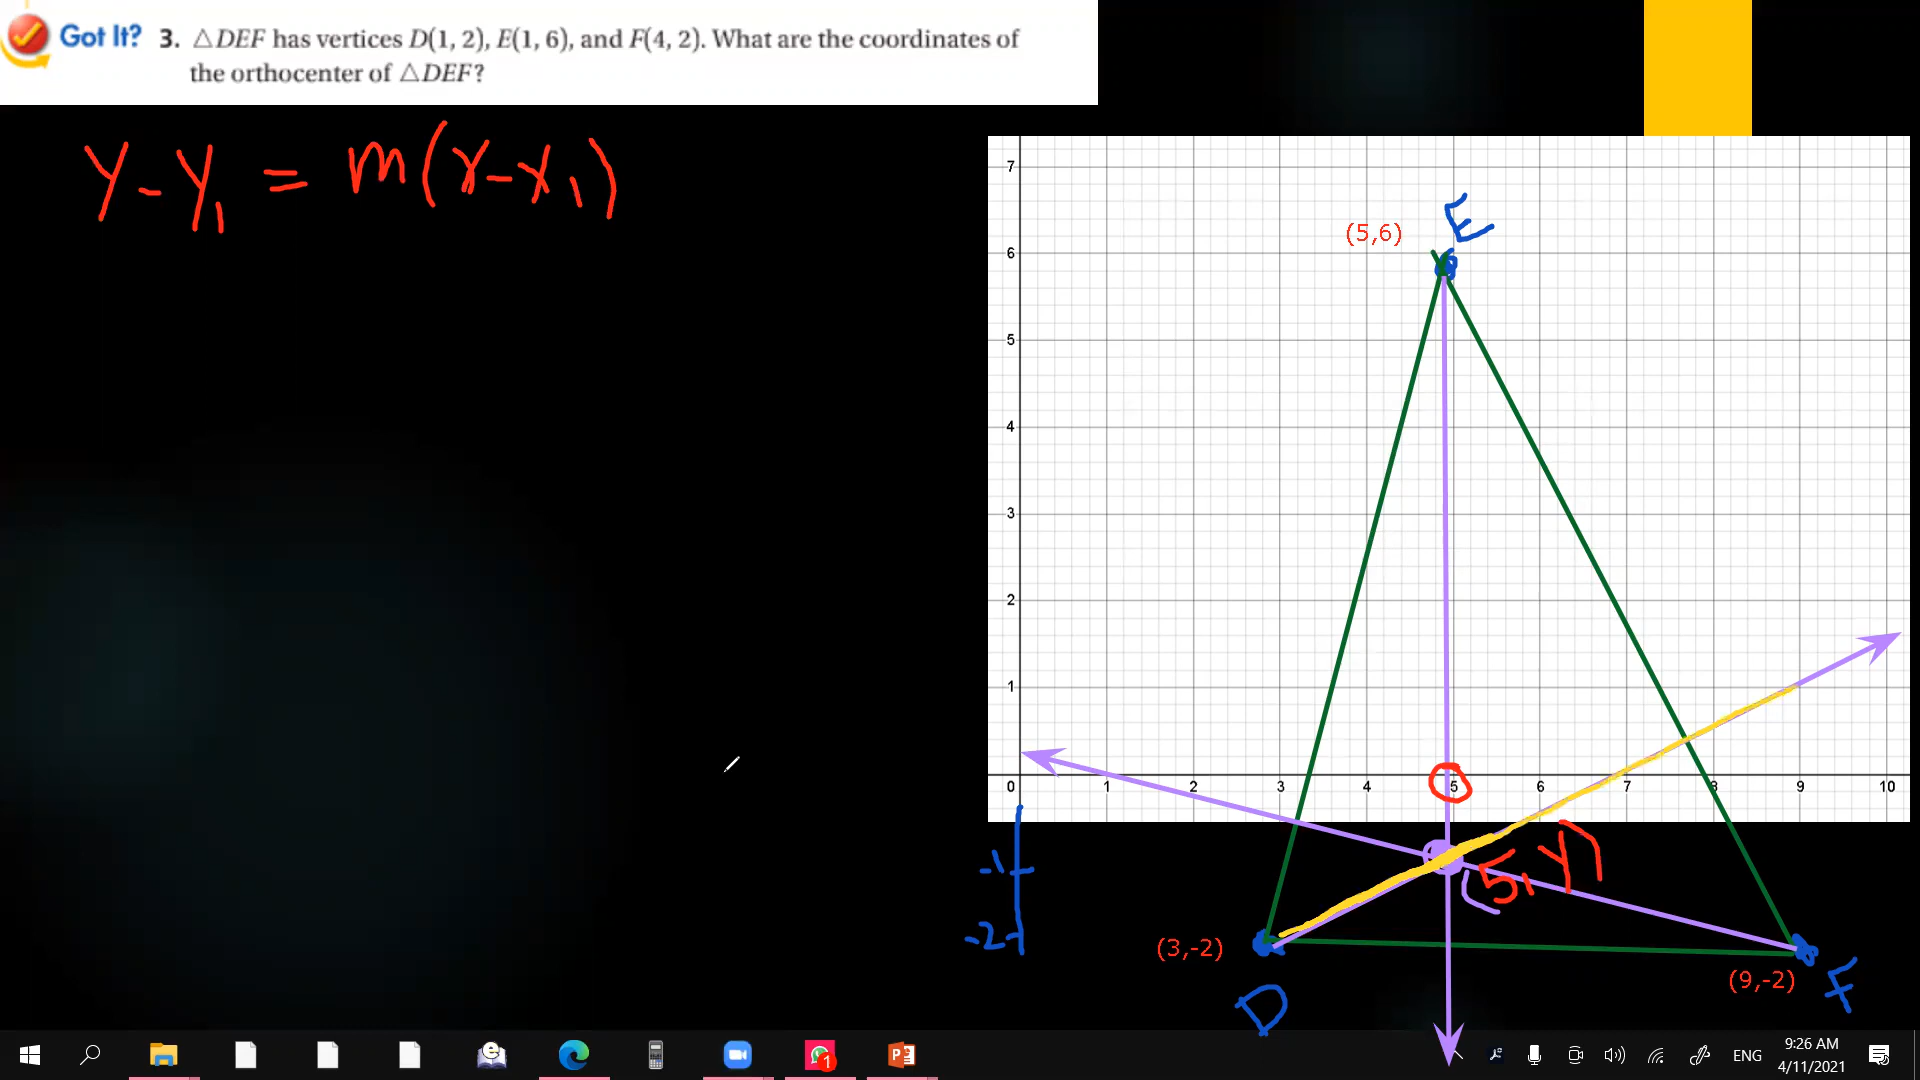 Got It? 3. △DEF has vertices D(1, 2), E(1, 6), and F(4, 2). What are the coordinates of
the orthocenter of △DEF?
y - y₁ = m(x - x₁)
7
E
(5,6)
6
5
4
3
2
1
0 1 2 3 4 5 6 7 8 9 10
-1
(5, y)
-2
(3,-2)
(9,-2)
D
F
1
ENG
9:26 AM
4/11/2021